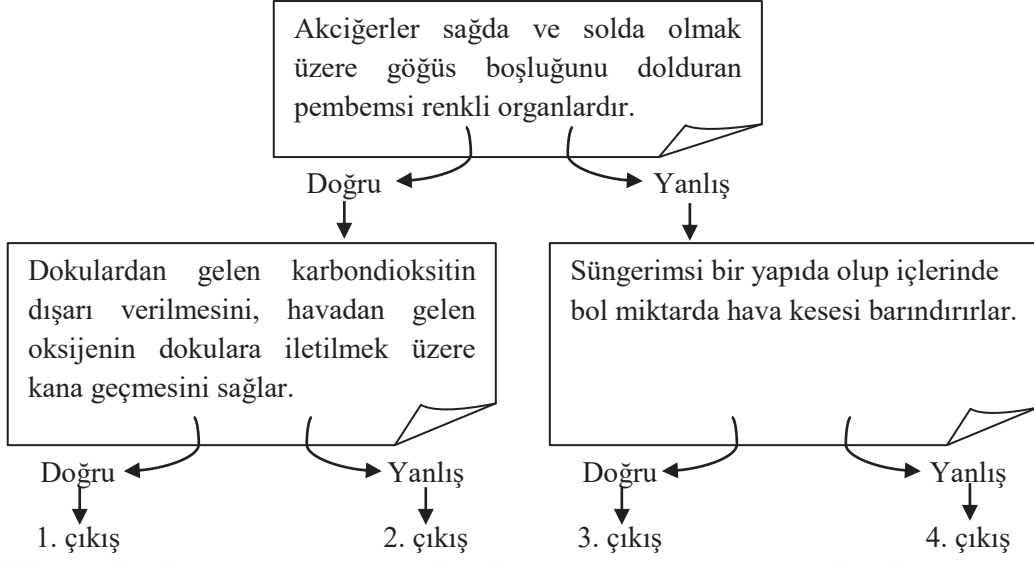 Akciğerler sağda ve solda olmak
üzere göğüs boşluğunu dolduran
pembemsi renkli organlardır.
Doğru Yanlış
Dokulardan gelen karbondioksitin
dışarı verilmesini, havadan gelen
oksijenin dokulara iletilmek üzere
kana geçmesini sağlar.
Süngerimsi bir yapıda olup içlerinde
bol miktarda hava kesesi barındırırlar.
Doğru Yanlış Doğru Yanlış
1. çıkış 2. çıkış 3. çıkış 4. çıkış